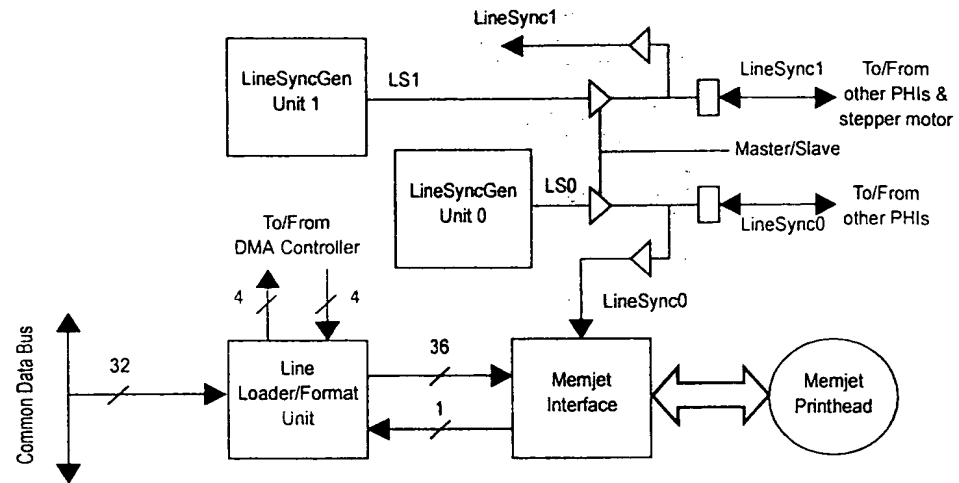 LineSync1
LineSyncGen
Unit 1
LS1
LineSync1
To/From
other PHIs &
stepper motor
Master/Slave
LineSyncGen
Unit 0
LS0
To/From
other PHIs
LineSync0
To/From
DMA Controller
4
4
LineSync0
Common Data Bus
32
Line
Loader/Format
Unit
36
1
Memjet
Interface
Memjet
Printhead